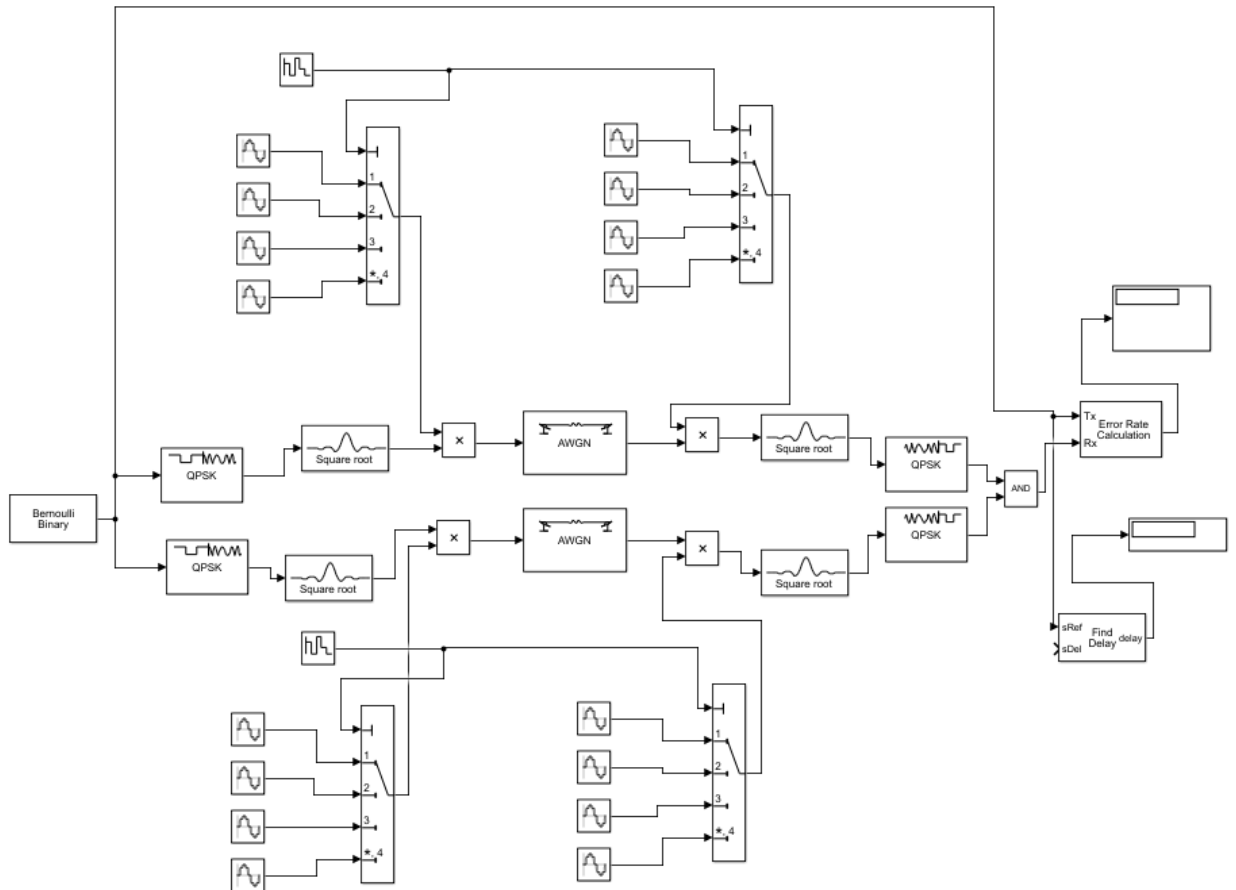 1
2
3
*, 4
1
2
3
*, 4
Tx
Rx
Error Rate
Calculation
×
AWGN
×
Square root
Square root
QPSK
QPSK
AND
Bernoulli
Binary
×
AWGN
×
QPSK
QPSK
Square root
Square root
sRef
sDel
Find
Delay
delay
1
2
3
*, 4
1
2
3
*, 4